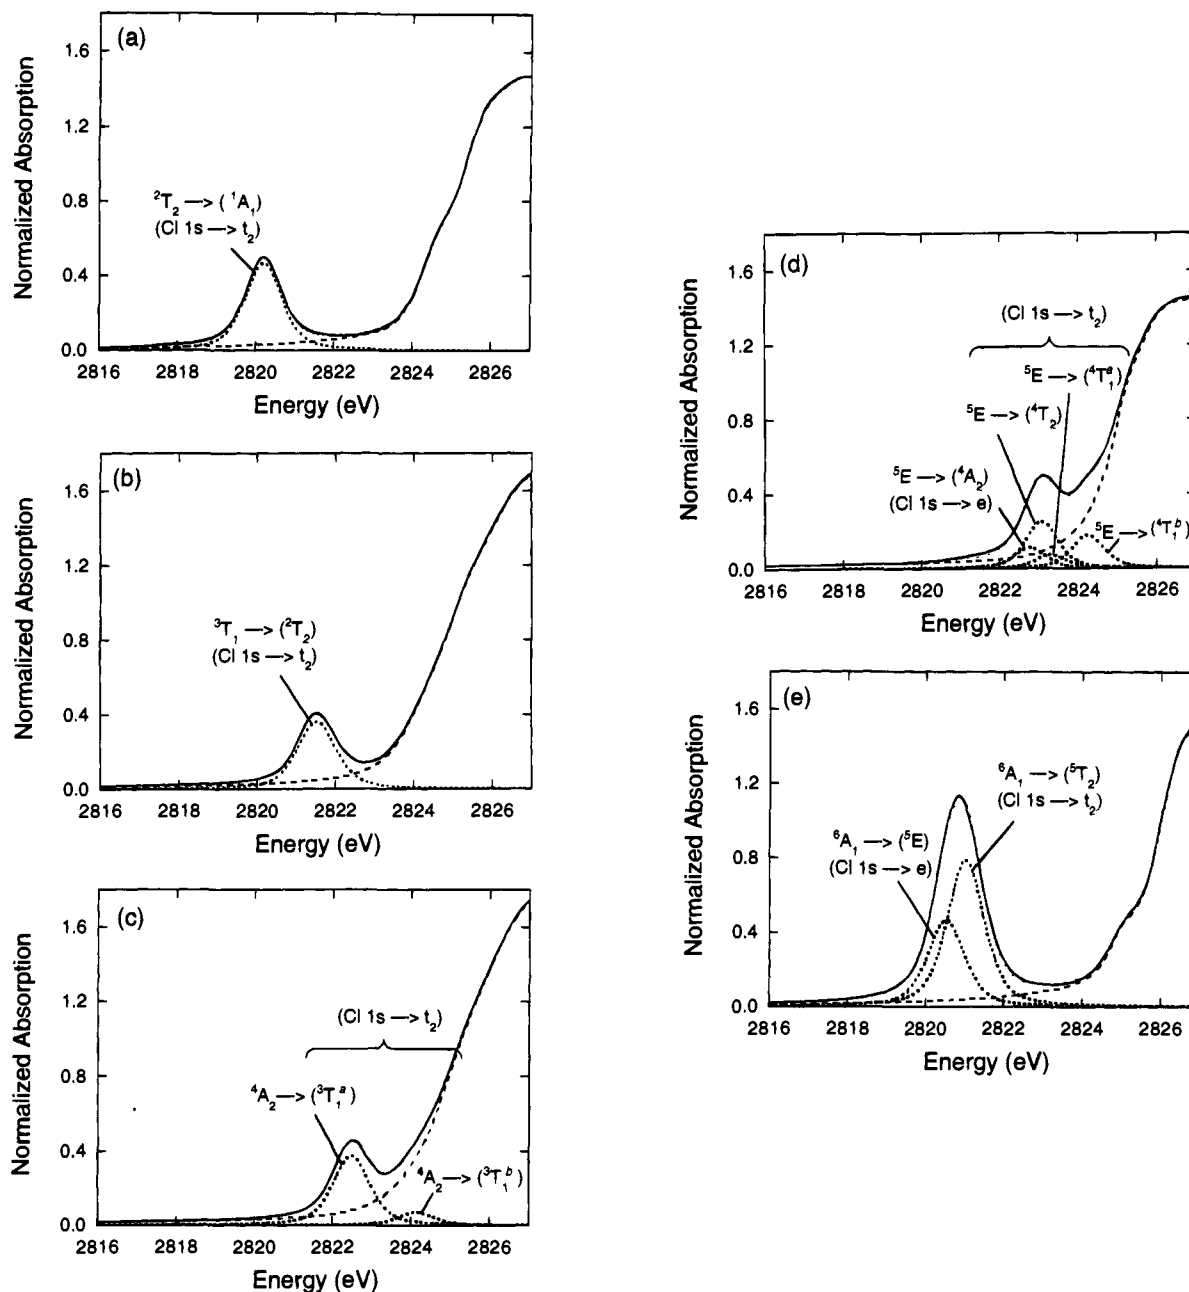 (a)
Normalized Absorption
1.6
1.2
0.8
0.4
0.0
²T₂ —> ( ¹A₁)
(Cl 1s —> t₂)
2816 2818 2820 2822 2824 2826
Energy (eV)
(b)
Normalized Absorption
1.6
1.2
0.8
0.4
0.0
³T₁ —> (²T₂)
(Cl 1s —> t₂)
2816 2818 2820 2822 2824 2826
Energy (eV)
(c)
Normalized Absorption
1.6
1.2
0.8
0.4
0.0
(Cl 1s —> t₂)
⁴A₂ —> (³T₁ᵃ)
⁴A₂ —> (³T₁ᵇ)
2816 2818 2820 2822 2824 2826
Energy (eV)
(d)
Normalized Absorption
1.6
1.2
0.8
0.4
0.0
(Cl 1s —> t₂)
⁵E —> (⁴T₁ᵃ)
⁵E —> (⁴T₂)
⁵E —> (⁴A₂)
(Cl 1s —> e)
⁵E —> (⁴T₁ᵇ)
2816 2818 2820 2822 2824 2826
Energy (eV)
(e)
Normalized Absorption
1.6
1.2
0.8
0.4
0.0
⁶A₁ —> (⁵T₂)
(Cl 1s —> t₂)
⁶A₁ —> (⁵E)
(Cl 1s —> e)
2816 2818 2820 2822 2824 2826
Energy (eV)